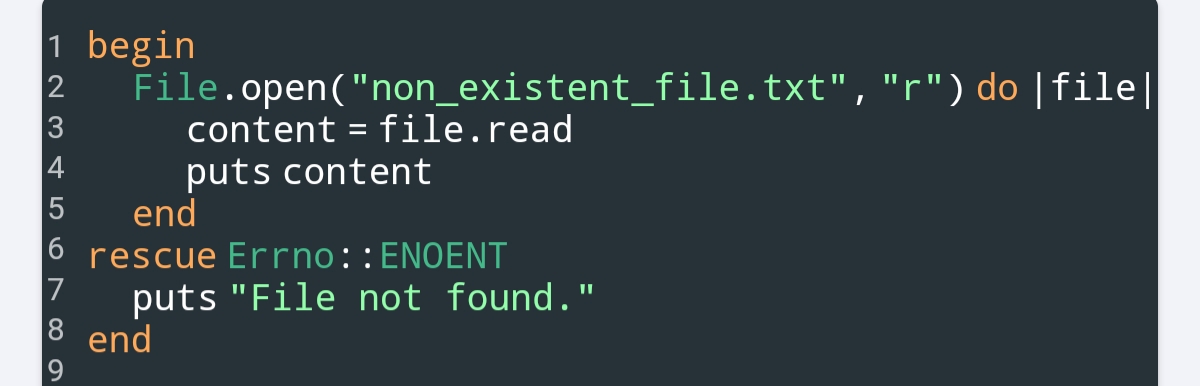 1 begin
2 File.open("non_existent_file.txt", "r") do |file|
3 content = file.read
4 puts content
5 end
6 rescue Errno::ENOENT
7 puts "File not found."
8 end
9